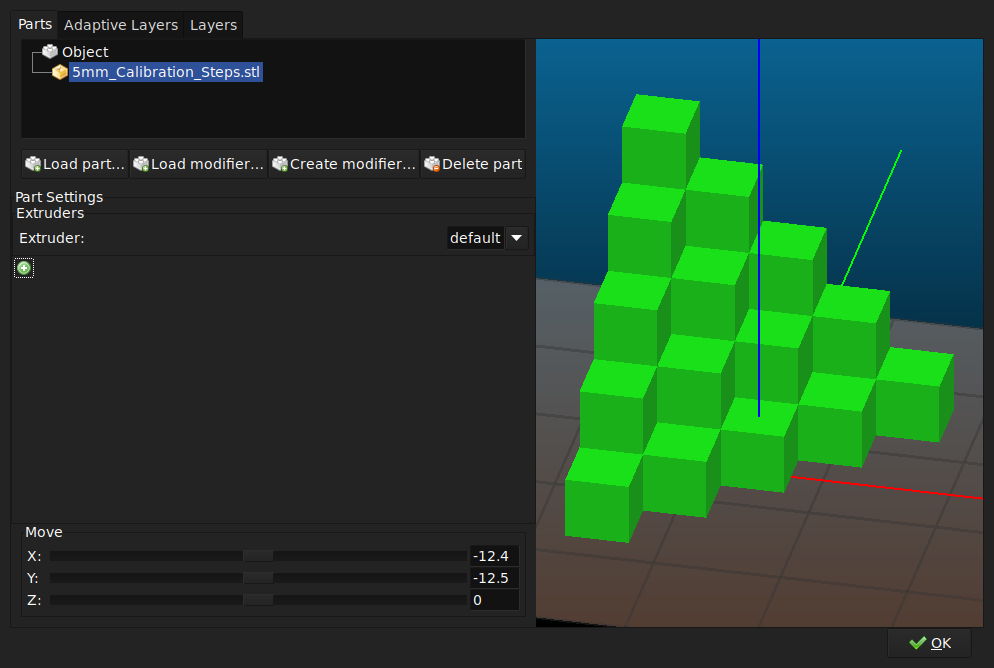 Parts Adaptive Layers Layers
Object
5mm_Calibration_Steps.stl
Load part... Load modifier... Create modifier... Delete part
Part Settings
Extruders
Extruder: default
Move
X: -12.4
Y: -12.5
Z: 0
OK